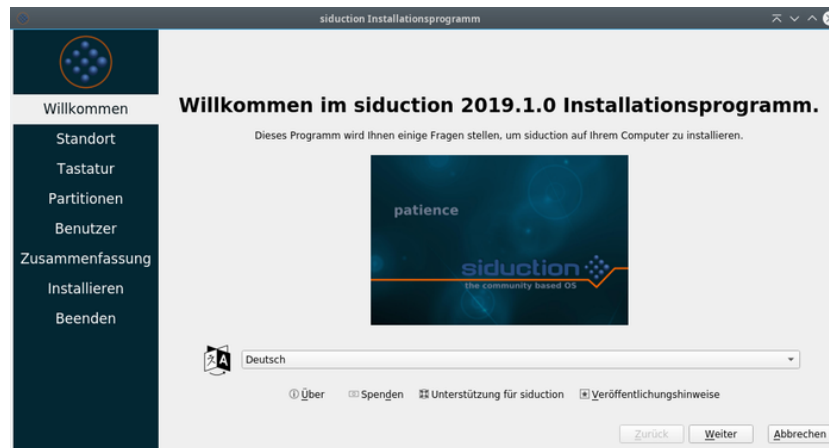 siduction Installationsprogramm
Willkommen
Standort
Tastatur
Partitionen
Benutzer
Zusammenfassung
Installieren
Beenden
Willkommen im siduction 2019.1.0 Installationsprogramm.
Dieses Programm wird Ihnen einige Fragen stellen, um siduction auf Ihrem Computer zu installieren.
patience
siduction
the community based OS
Deutsch
Über Spenden Unterstützung für siduction Veröffentlichungshinweise
Zurück Weiter Abbrechen